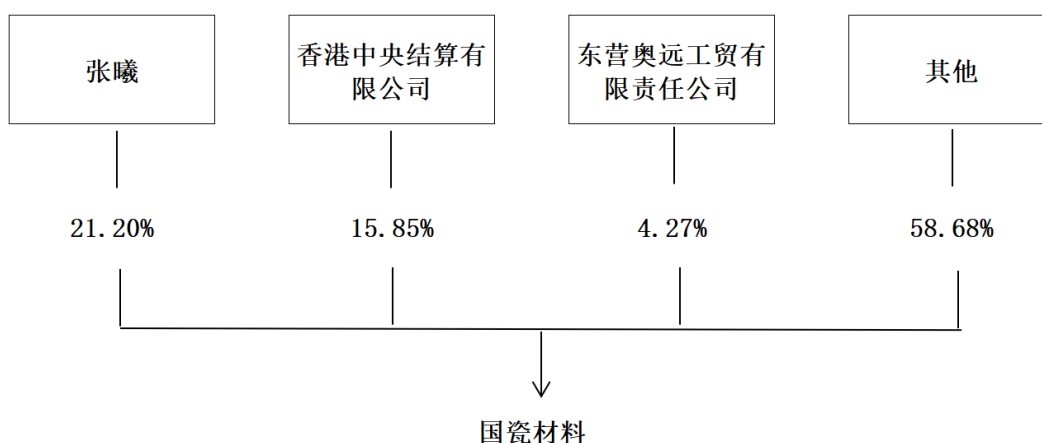 张曦
香港中央结算有
限公司
东营奥远工贸有
限责任公司
其他
21.20%
15.85%
4.27%
58.68%
国瓷材料